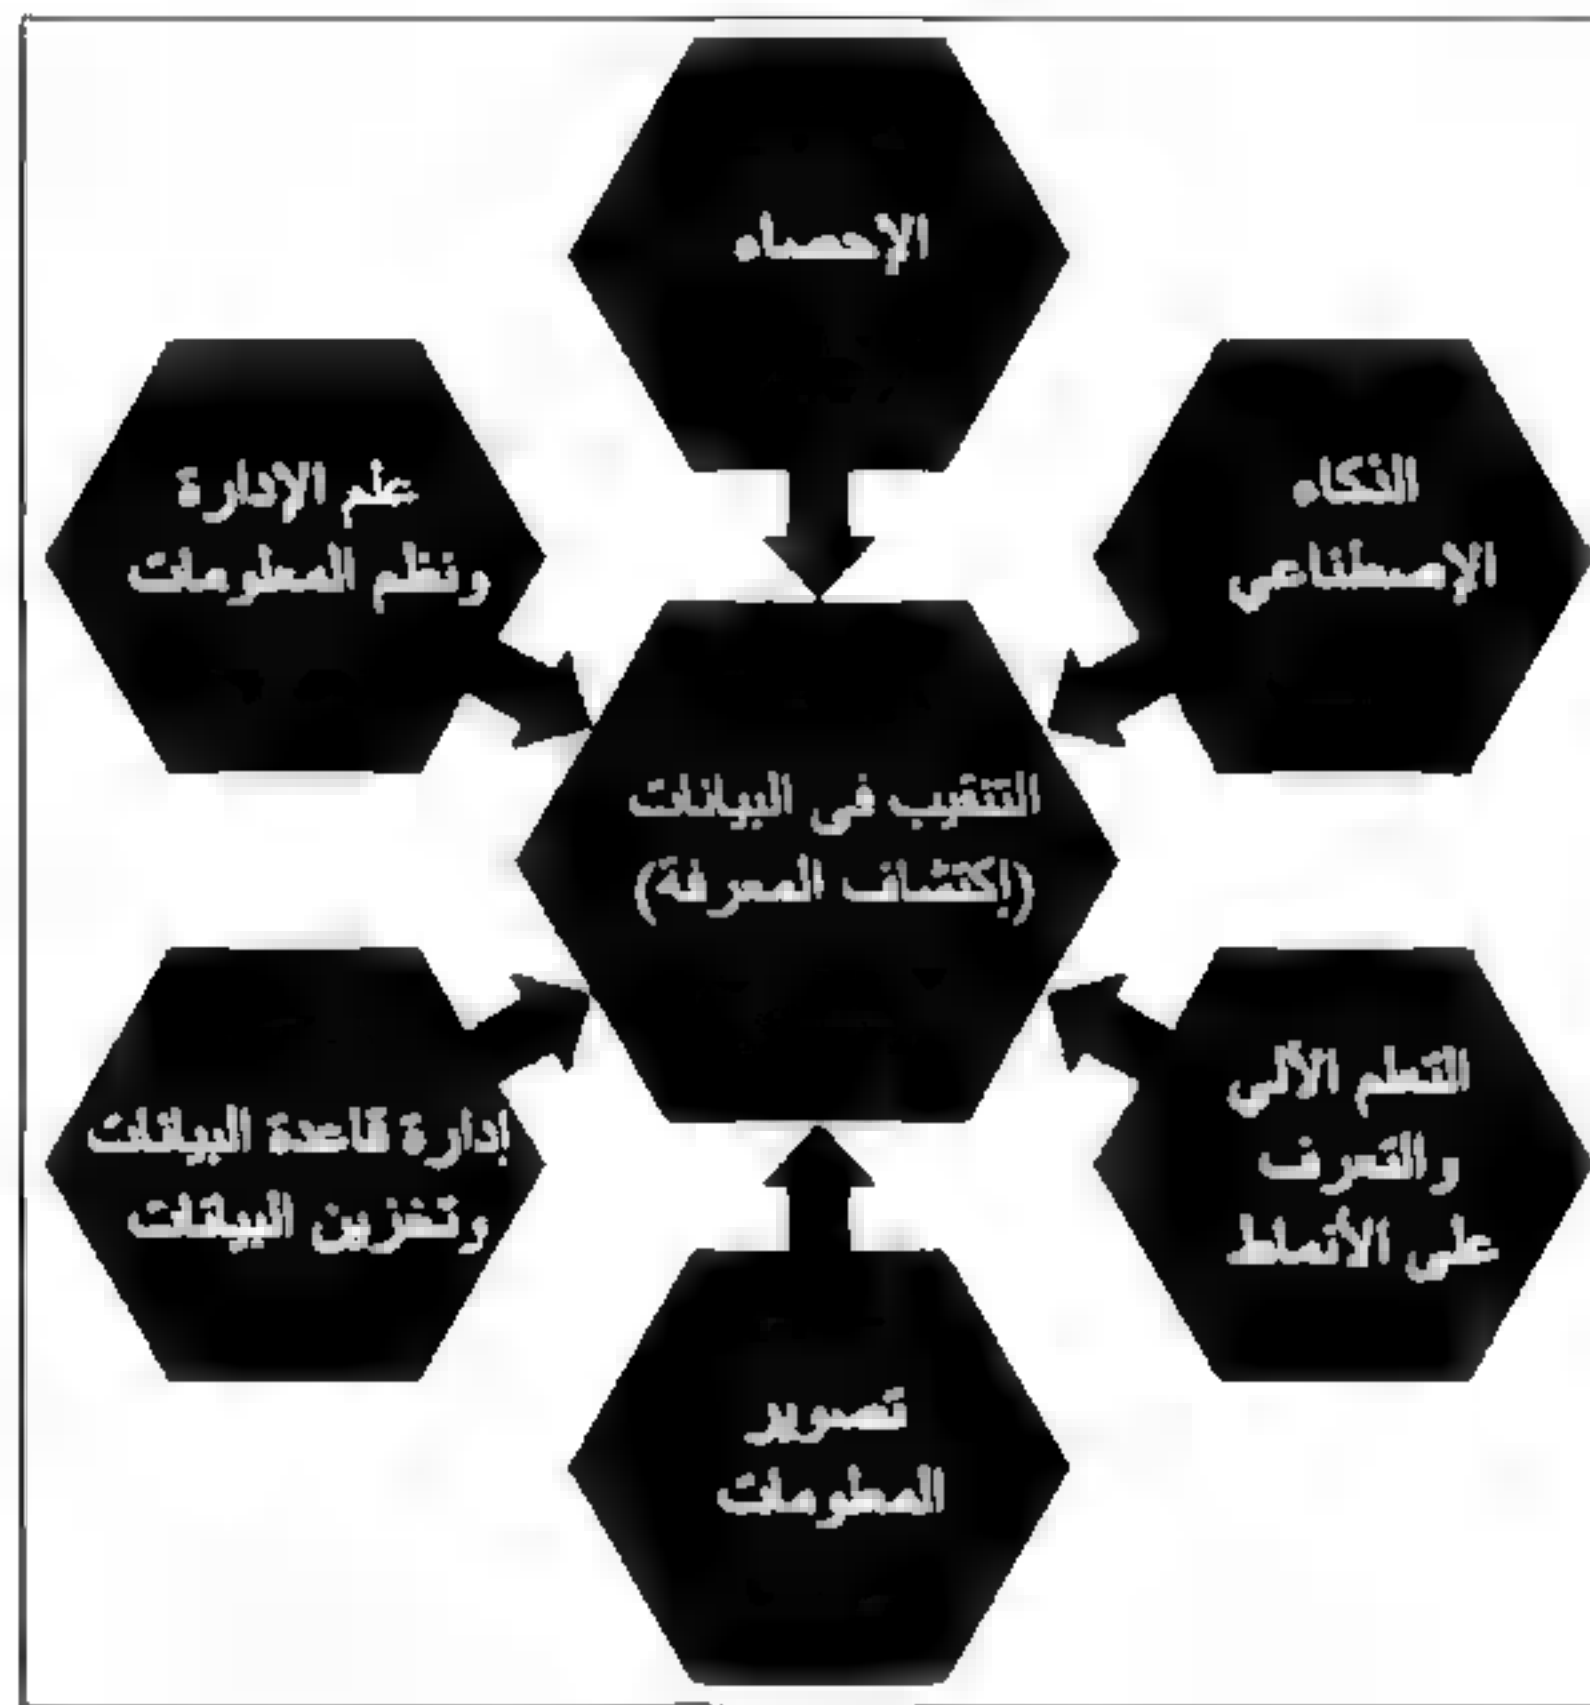 الإحصاء
الذكاء
الإصطناعي
علم الإدارة
ونظم المعلومات
التنقيب فى البيانات
(إكتشاف المعرفة)
التعلم الآلي
والتعرف
على الأنماط
إدارة قاعدة البيانات
وتخزين البيانات
تصوير
المعلومات